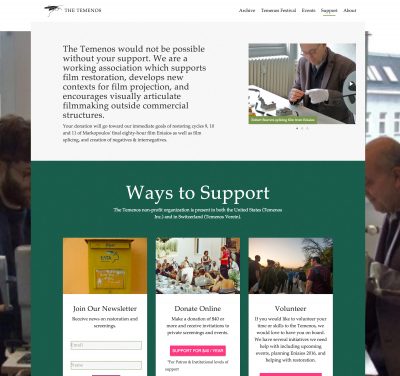 THE TEMENOS
Archive Temenos Festival Events Support About
The Temenos would not be possible
without your support. We are a
working association which supports
film restoration, develops new
contexts for film projection, and
encourages visually articulate
filmmaking outside commercial
structures.
Your donation will go toward our immediate goals of restoring cycles 9, 10
and 11 of Markopoulos' final eighty-hour film Eniaios as well as film
splicing, and creation of negatives & internegatives.
Robert Beavers splicing film from Eniaios
Ways to Support
The Temenos non-profit organization is present in both the United States (Temenos
Inc.) and in Switzerland (Temenos Verein).
Join Our Newsletter
Receive news on restoration and
screenings.
Email
Name
Donate Online
Make a donation of $40 or
more and receive invitations to
private screenings and events.
SUPPORT FOR $40 / YEAR
*For Patron & Institutional levels of
support
Volunteer
If you would like to volunteer your
time or skills to the Temenos, we
would love to have you on board.
We have several initiatives we need
help with including upcoming
events, planning Eniaios 2016, and
helping with restoration.